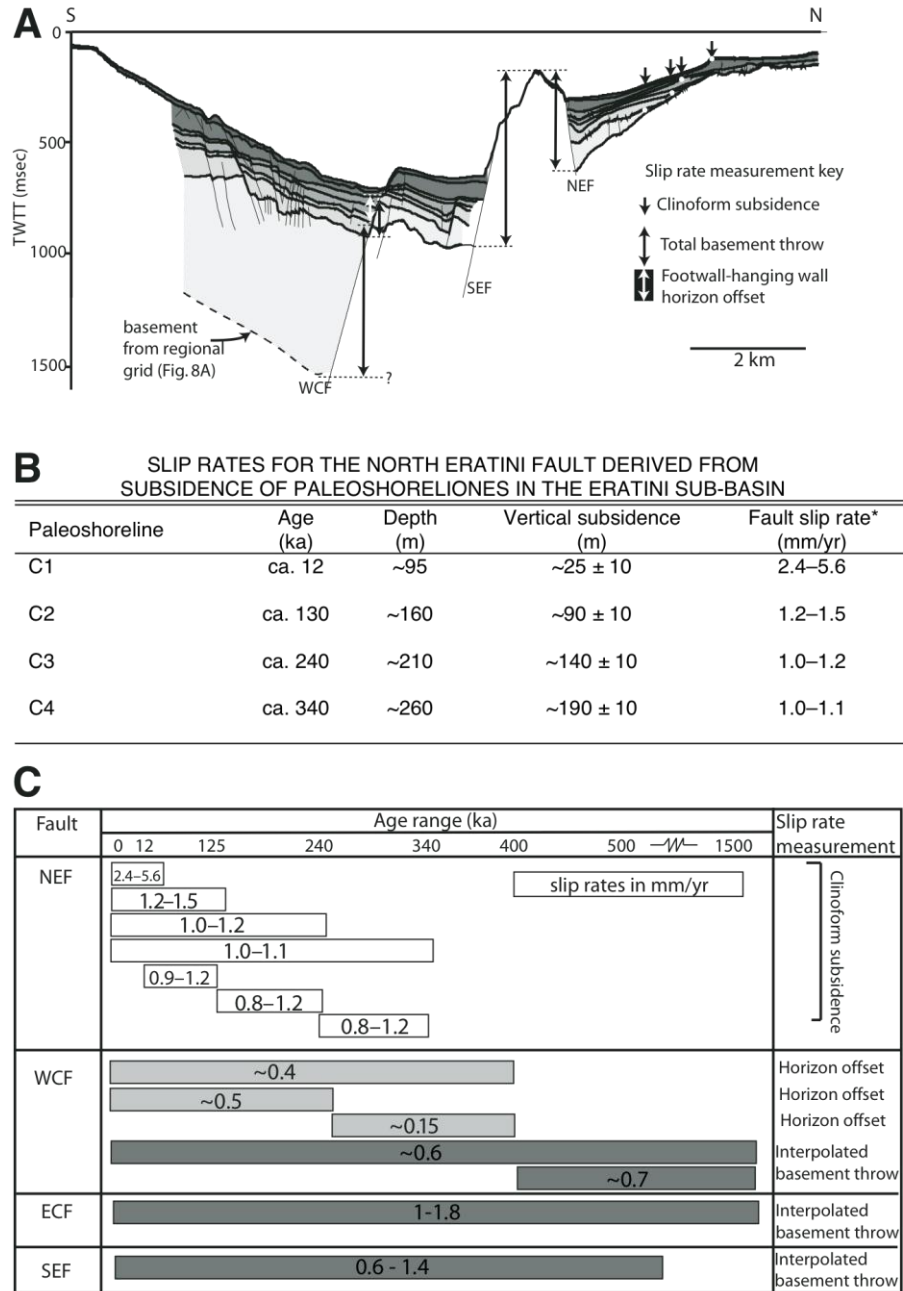 A
S
N
0
500
1000
1500
TWTT (msec)
NEF
SEF
WCF
?
basement
from regional
grid (Fig. 8A)
Slip rate measurement key
Clinoform subsidence
Total basement throw
Footwall-hanging wall
horizon offset
2 km
B
SLIP RATES FOR THE NORTH ERATINI FAULT DERIVED FROM
SUBSIDENCE OF PALEOSHORELIONES IN THE ERATINI SUB-BASIN
Paleoshoreline Age (ka) Depth (m) Vertical subsidence (m) Fault slip rate* (mm/yr)
C1 ca. 12 ~95 ~25 ± 10 2.4–5.6
C2 ca. 130 ~160 ~90 ± 10 1.2–1.5
C3 ca. 240 ~210 ~140 ± 10 1.0–1.2
C4 ca. 340 ~260 ~190 ± 10 1.0–1.1
C
Fault Age range (ka) Slip rate measurement
0 12 125 240 340 400 500 1500
NEF
2.4–5.6
slip rates in mm/yr
1.2–1.5
1.0–1.2
1.0–1.1
0.9–1.2
0.8–1.2
0.8–1.2
Clinoform subsidence
WCF
~0.4 Horizon offset
~0.5 Horizon offset
~0.15 Horizon offset
~0.6 Interpolated
basement throw
~0.7
ECF 1-1.8 Interpolated
basement throw
SEF 0.6 - 1.4 Interpolated
basement throw